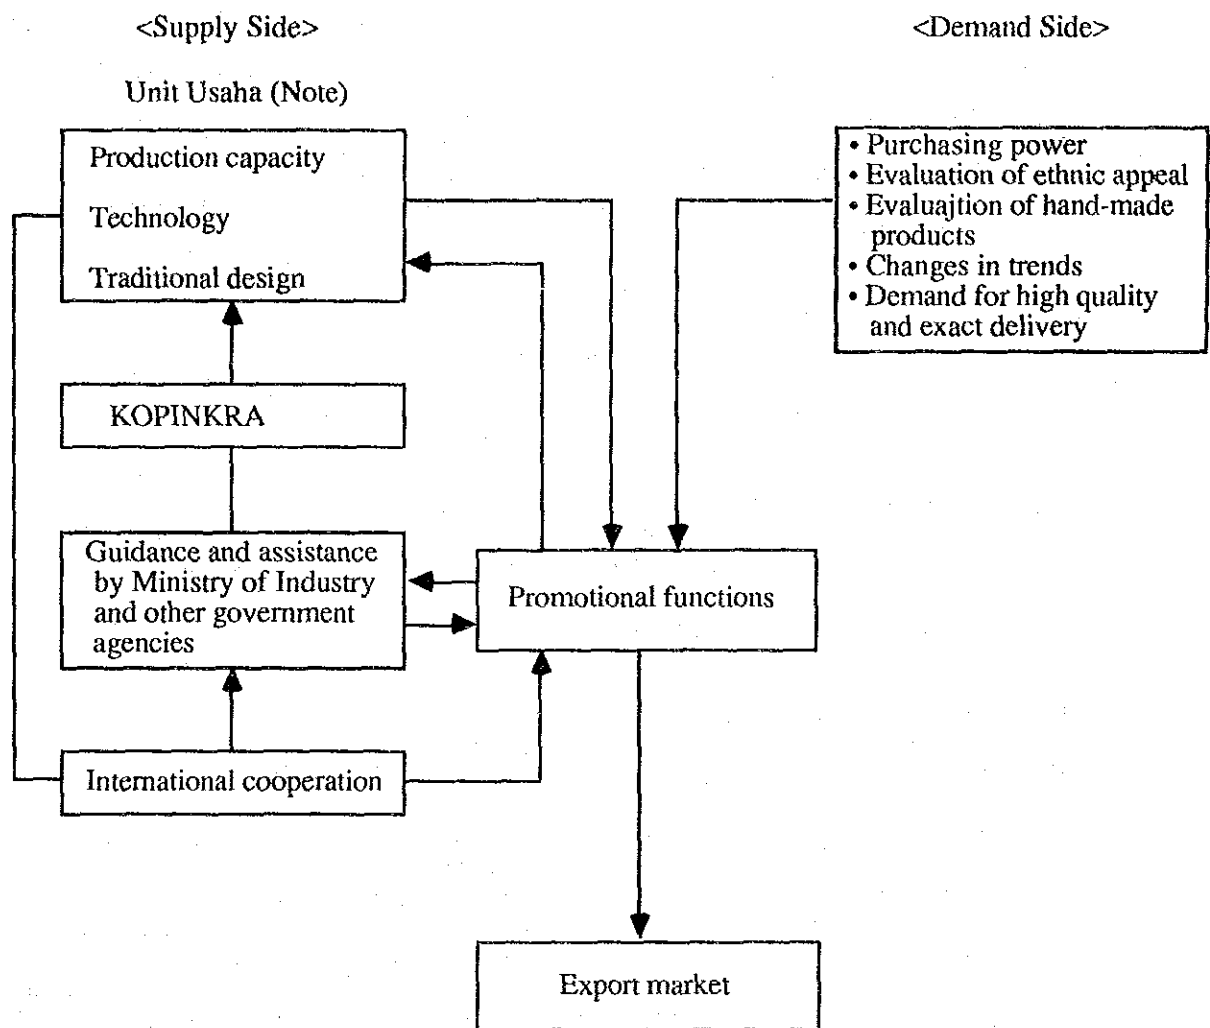 <Supply Side>
<Demand Side>
Unit Usaha (Note)
Production capacity
Technology
Traditional design
• Purchasing power
• Evaluation of ethnic appeal
• Evaluajtion of hand-made
products
• Changes in trends
• Demand for high quality
and exact delivery
KOPINKRA
Guidance and assistance
by Ministry of Industry
and other government
agencies
Promotional functions
International cooperation
Export market